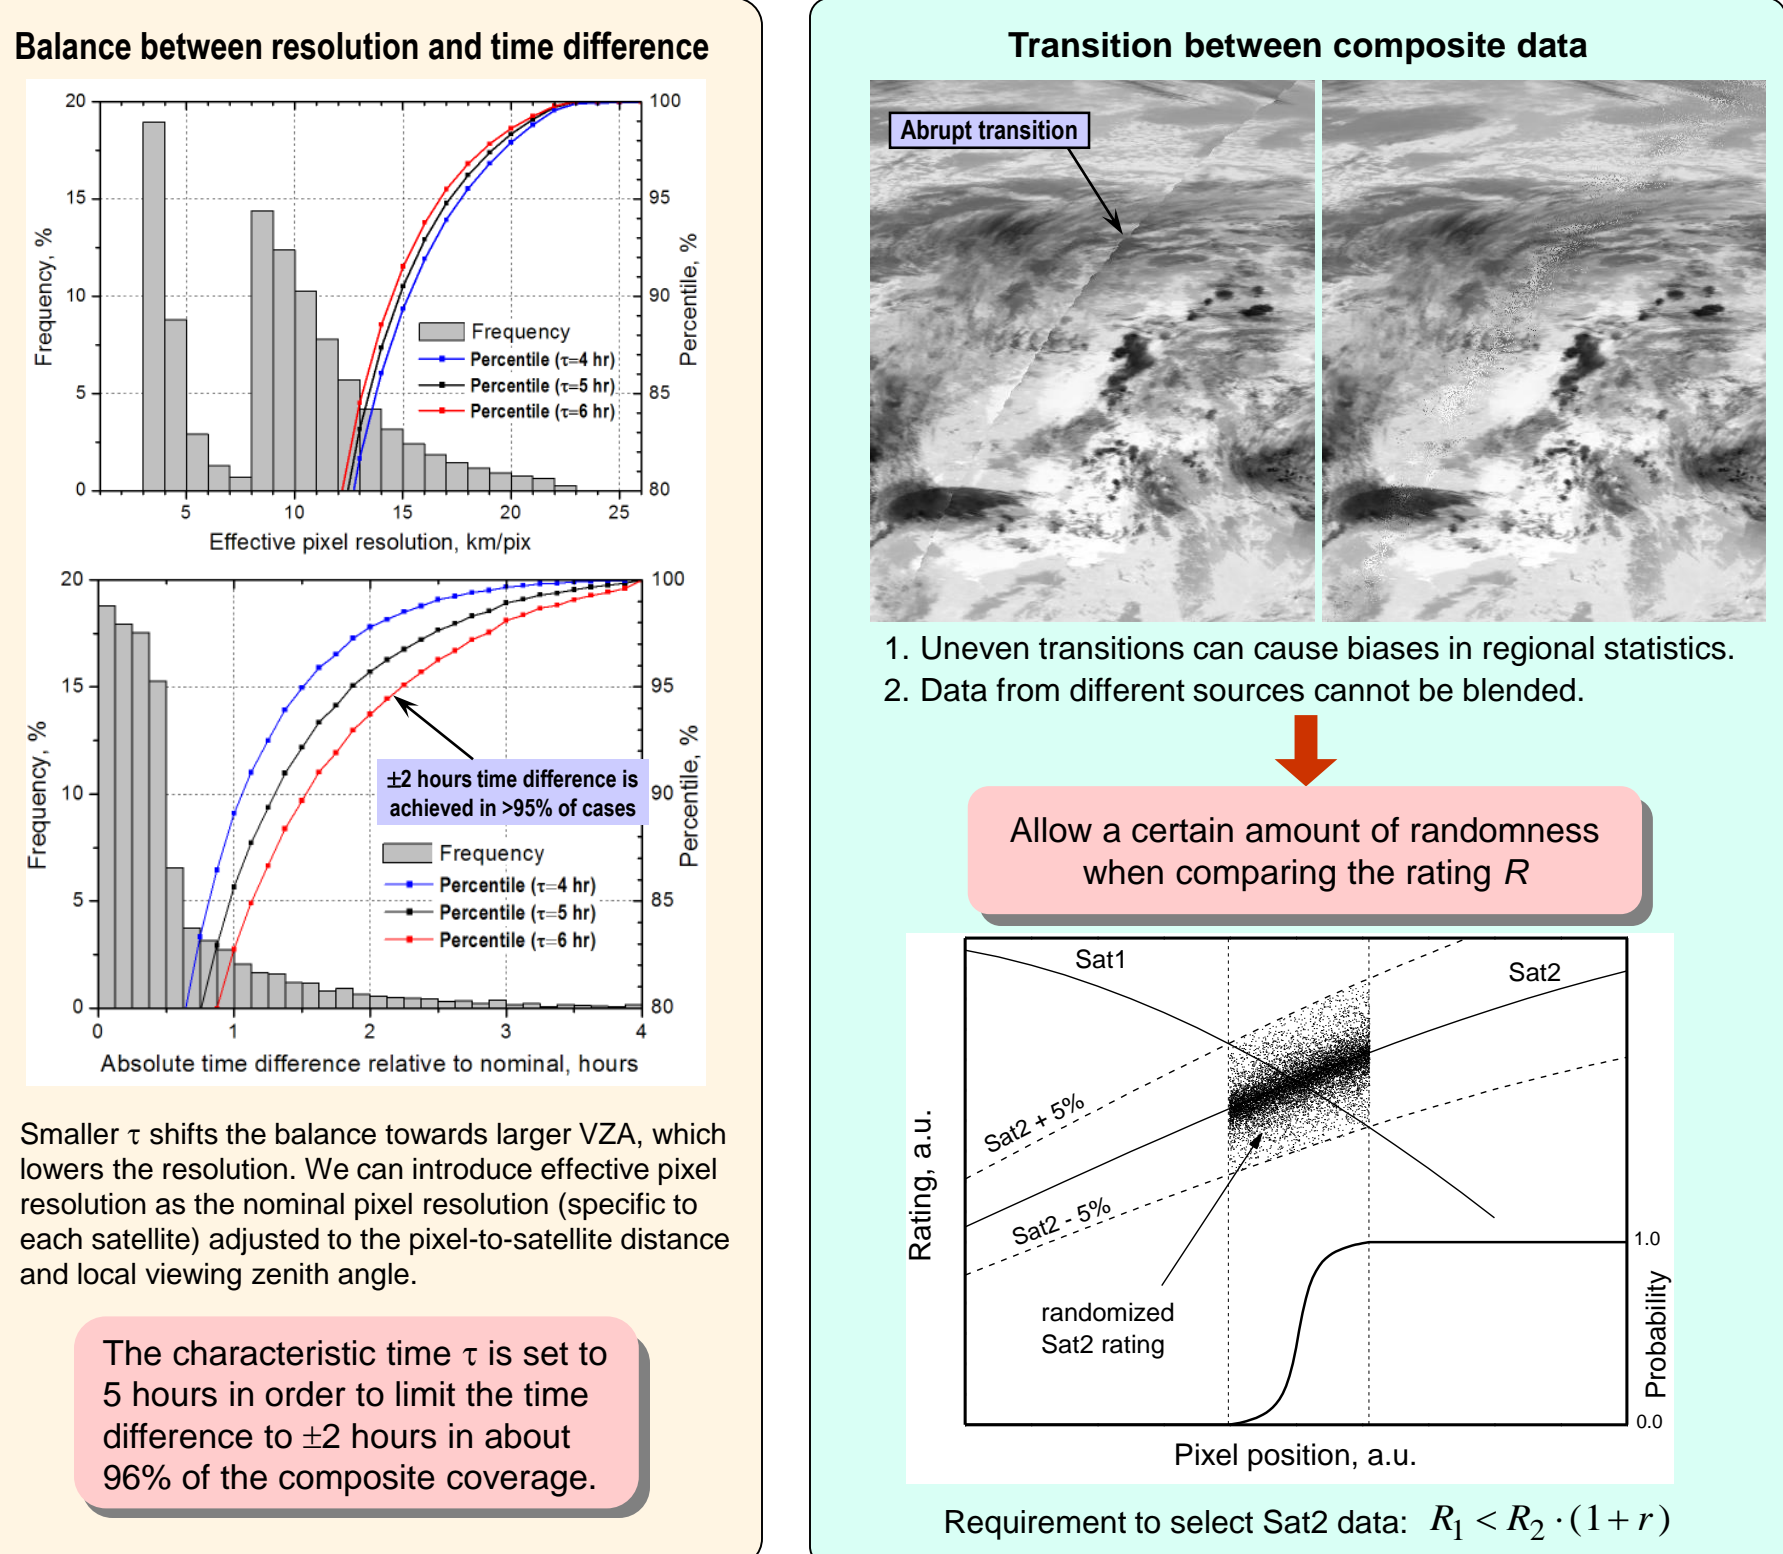 Balance between resolution and time difference
20
15
10
5
0
100
95
90
85
80
Frequency, %
Percentile, %
Frequency
Percentile (τ=4 hr)
Percentile (τ=5 hr)
Percentile (τ=6 hr)
5 10 15 20 25
Effective pixel resolution, km/pix
20
15
10
5
0
100
95
90
85
80
Frequency, %
Percentile, %
±2 hours time difference is
achieved in >95% of cases
Frequency
Percentile (τ=4 hr)
Percentile (τ=5 hr)
Percentile (τ=6 hr)
0 1 2 3 4
Absolute time difference relative to nominal, hours
Smaller τ shifts the balance towards larger VZA, which
lowers the resolution. We can introduce effective pixel
resolution as the nominal pixel resolution (specific to
each satellite) adjusted to the pixel-to-satellite distance
and local viewing zenith angle.
The characteristic time τ is set to
5 hours in order to limit the time
difference to ±2 hours in about
96% of the composite coverage.
Transition between composite data
Abrupt transition
1. Uneven transitions can cause biases in regional statistics.
2. Data from different sources cannot be blended.
Allow a certain amount of randomness
when comparing the rating R
Sat1
Sat2
Sat2 + 5%
Sat2 - 5%
randomized
Sat2 rating
Rating, a.u.
1.0
Probability
0.0
Pixel position, a.u.
Requirement to select Sat2 data: R₁ < R₂ · (1 + r)